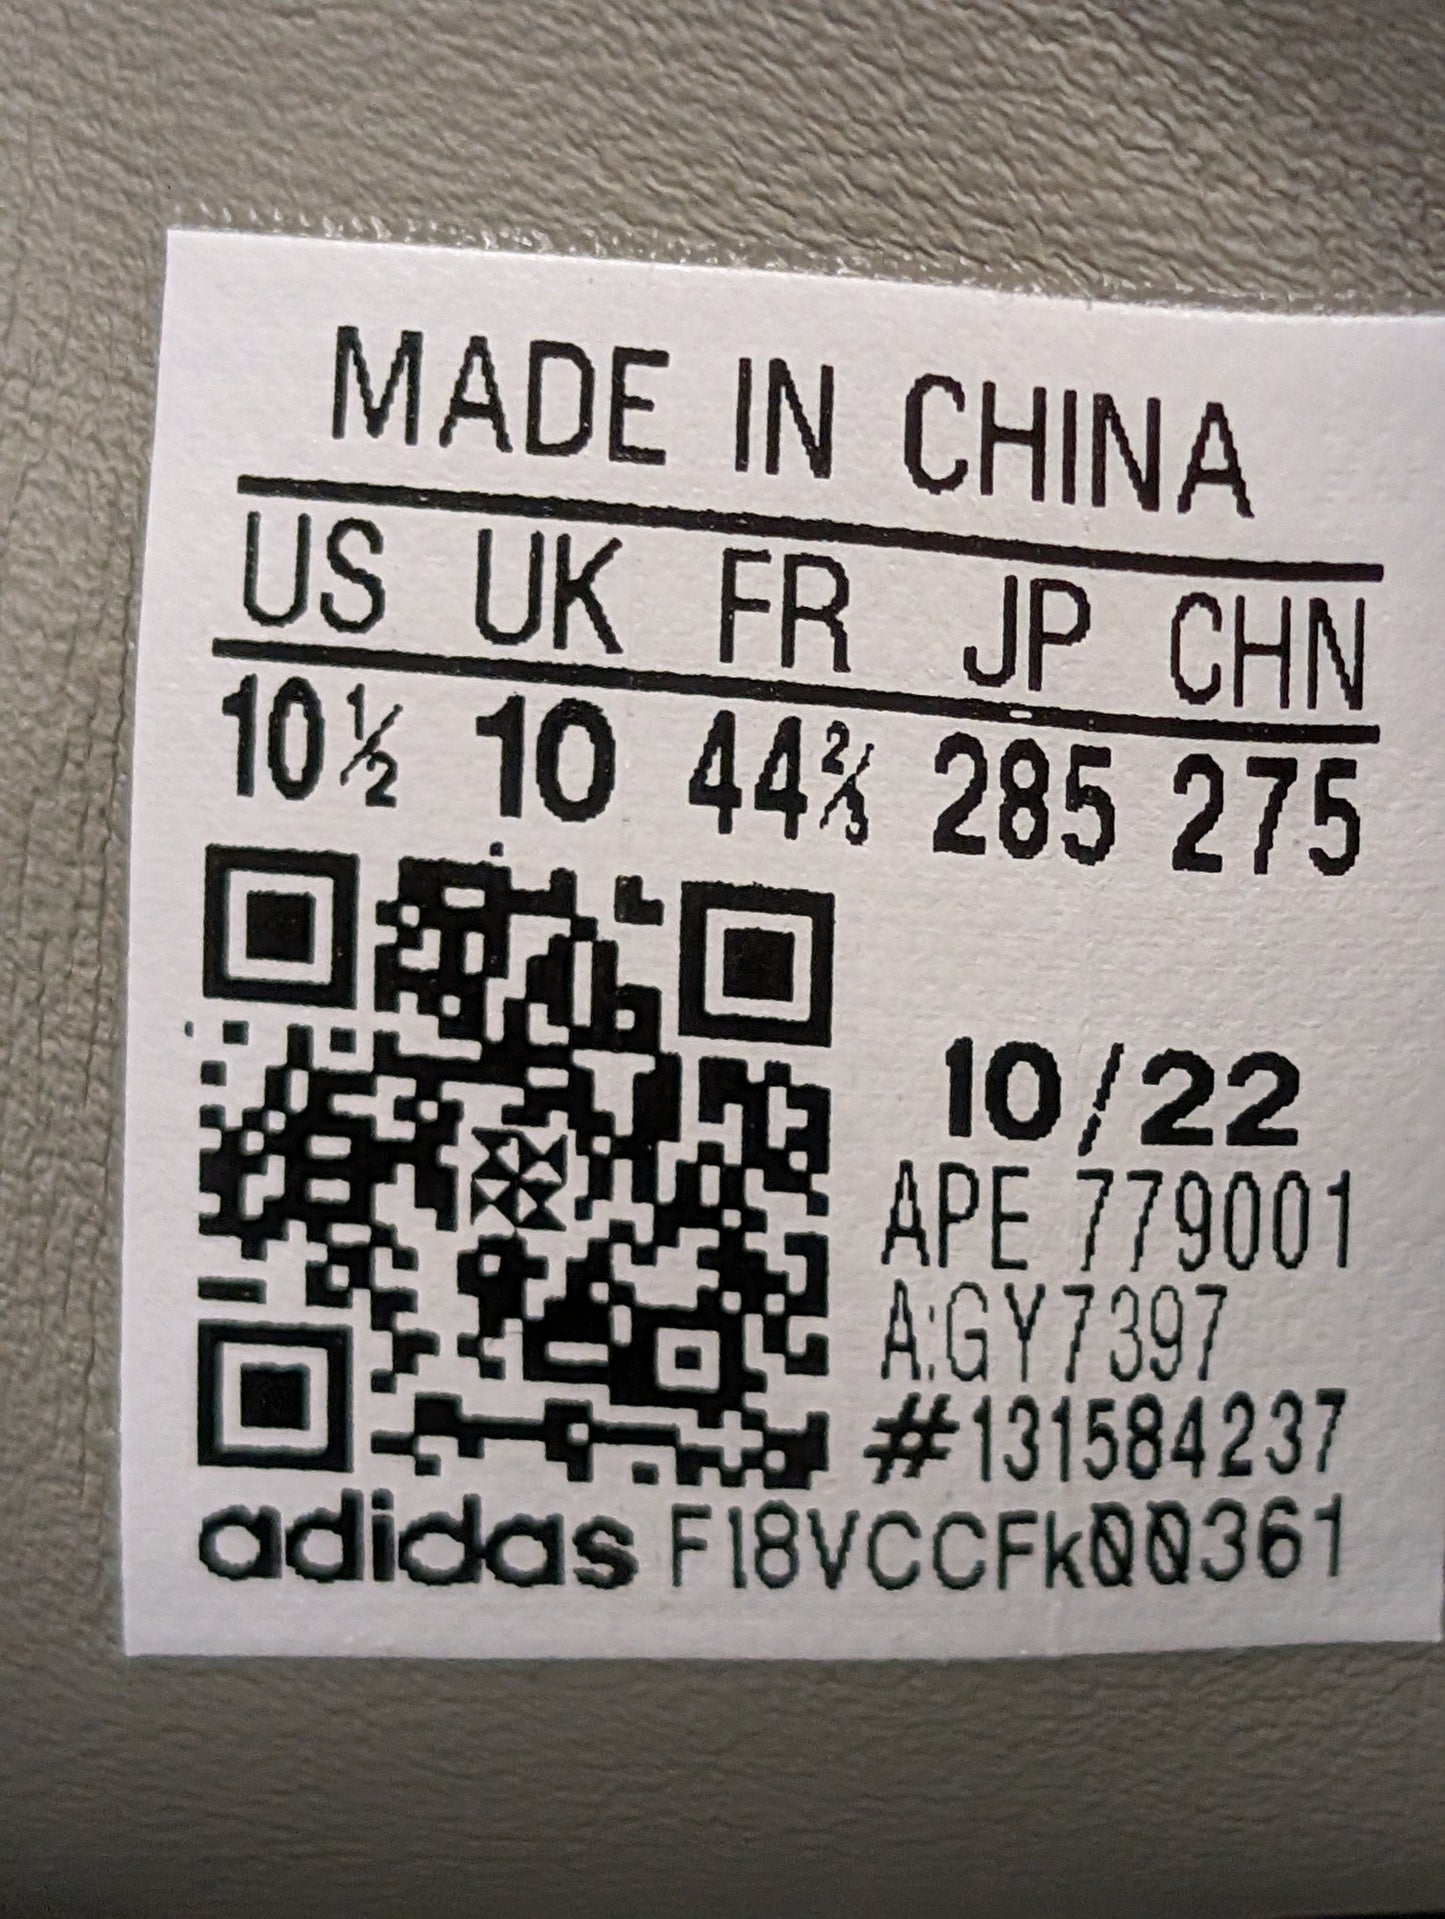 MADE IN CHINA
US UK FR JP CHN
10½ 10 44⅔ 285 275
10/22
APE 779001
A:GY7397
#131584237
adidas F18VCCFk00361